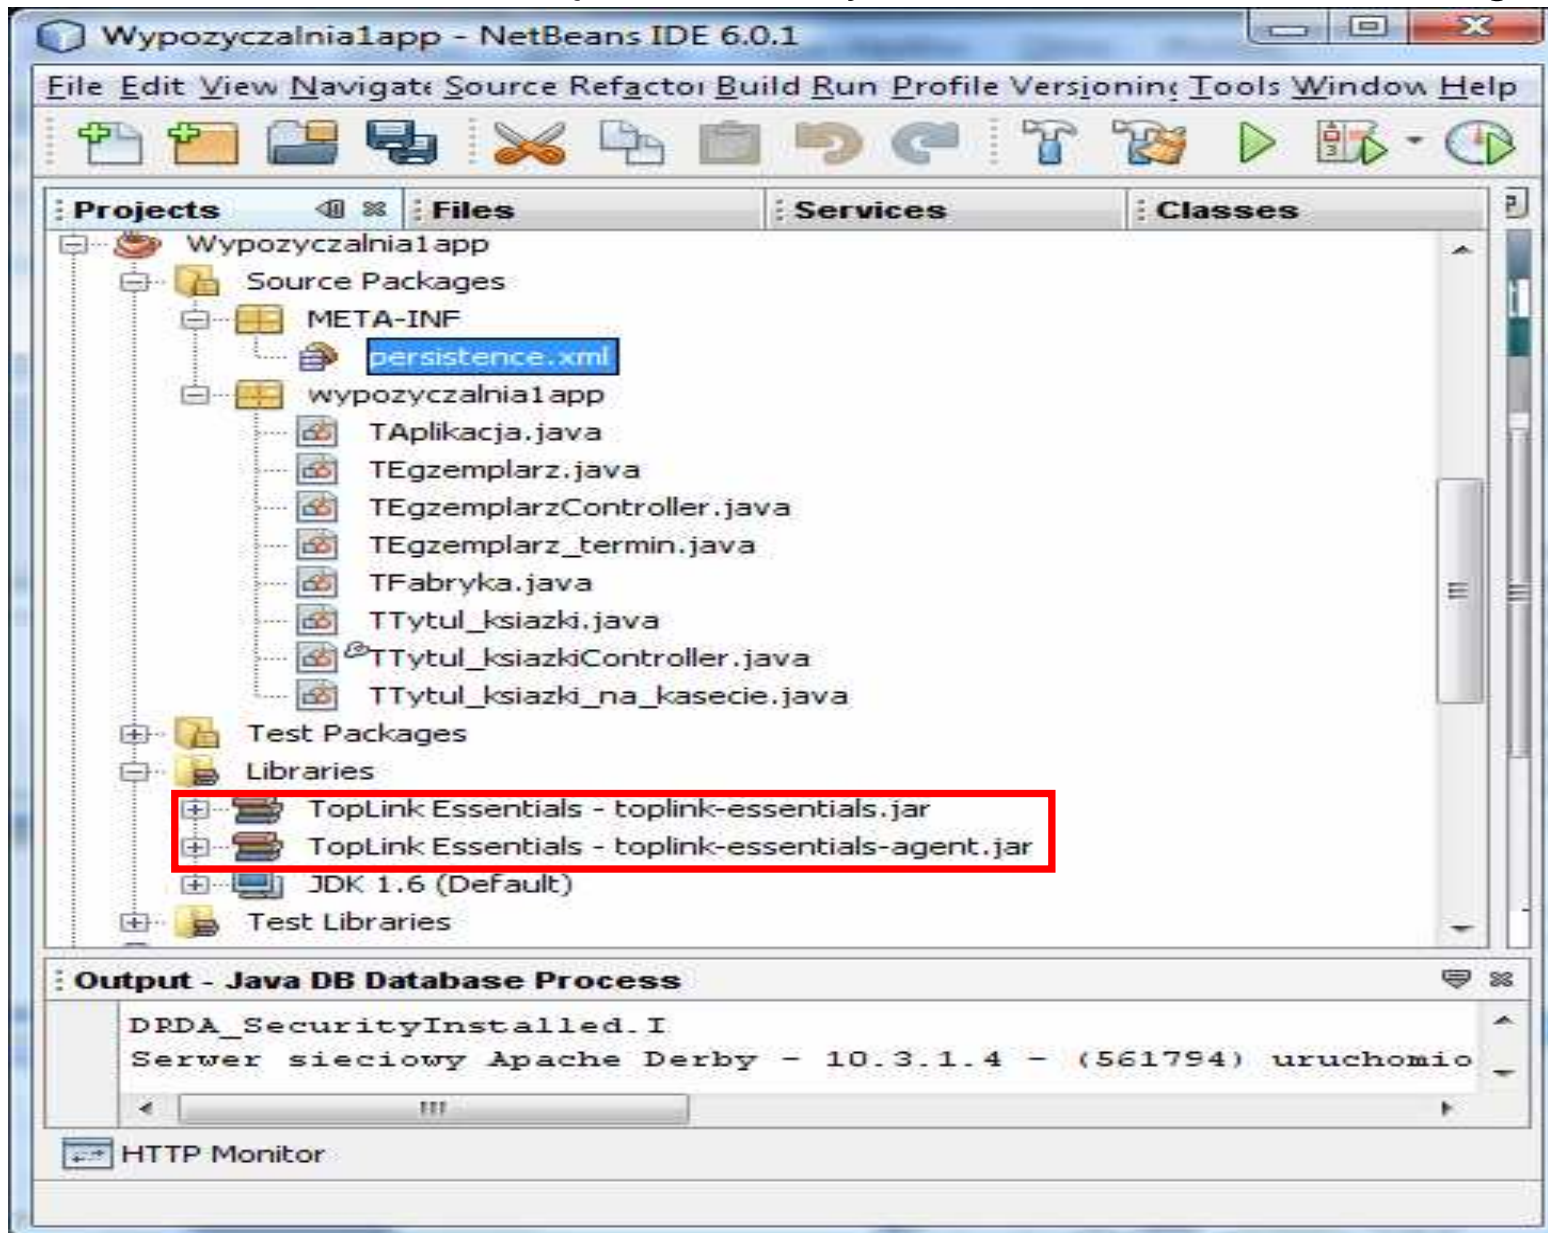 Wypozyczalnia1app - NetBeans IDE 6.0.1
File Edit View Navigate Source Refactor Build Run Profile Versioning Tools Window Help
Projects Files Services Classes
Wypozyczalnia1app
Source Packages
META-INF
persistence.xml
wypozyczalnia1app
TAplikacja.java
TEgzemplarz.java
TEgzemplarzController.java
TEgzemplarz_termin.java
TFabryka.java
TTytul_ksiazki.java
TTytul_ksiazkiController.java
TTytul_ksiazki_na_kasecie.java
Test Packages
Libraries
TopLink Essentials - toplink-essentials.jar
TopLink Essentials - toplink-essentials-agent.jar
JDK 1.6 (Default)
Test Libraries
Output - Java DB Database Process
DRDA_SecurityInstalled.I
Serwer sieciowy Apache Derby - 10.3.1.4 - (561794) uruchomio
HTTP Monitor